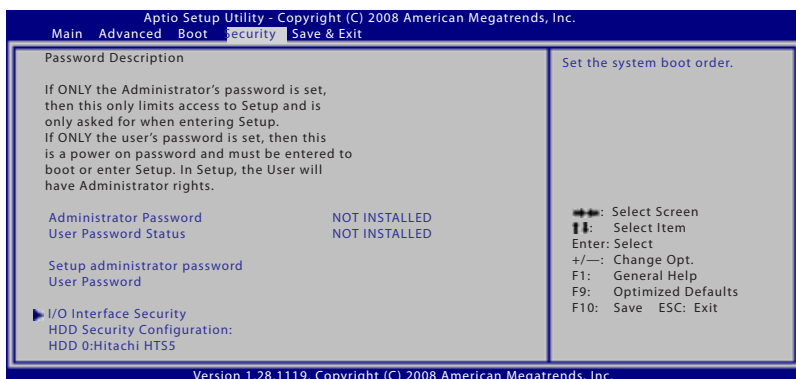 Aptio Setup Utility - Copyright (C) 2008 American Megatrends, Inc.
Main Advanced Boot Security Save & Exit
Password Description
If ONLY the Administrator's password is set,
then this only limits access to Setup and is
only asked for when entering Setup.
If ONLY the user's password is set, then this
is a power on password and must be entered to
boot or enter Setup. In Setup, the User will
have Administrator rights.
Administrator Password NOT INSTALLED
User Password Status NOT INSTALLED
Setup administrator password
User Password
I/O Interface Security
HDD Security Configuration:
HDD 0:Hitachi HTS5
Set the system boot order.
→←: Select Screen
↑↓: Select Item
Enter: Select
+/—: Change Opt.
F1: General Help
F9: Optimized Defaults
F10: Save ESC: Exit
Version 1.28.1119. Copyright (C) 2008 American Megatrends, Inc.